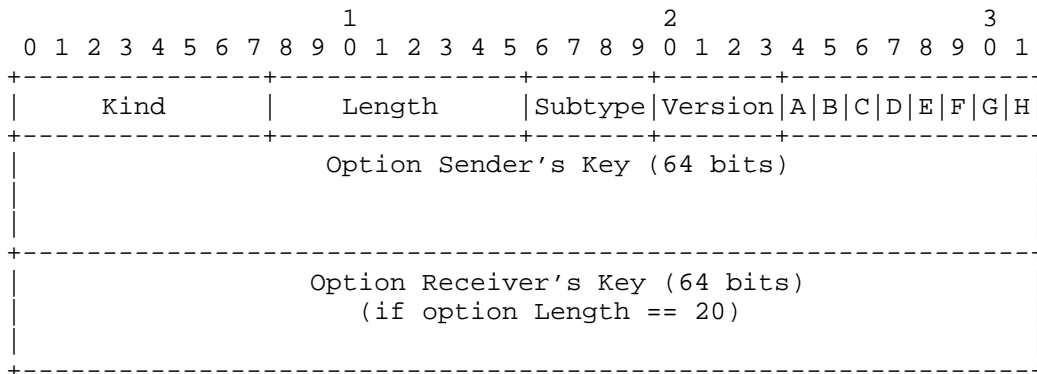 1                   2                   3
 0 1 2 3 4 5 6 7 8 9 0 1 2 3 4 5 6 7 8 9 0 1 2 3 4 5 6 7 8 9 0 1
+---------------+---------------+-------+-------+---------------
|     Kind      |    Length     |Subtype|Version|A|B|C|D|E|F|G|H
+---------------+---------------+-------+-------+---------------
|                   Option Sender's Key (64 bits)
|
|
+---------------------------------------------------------------
|                  Option Receiver's Key (64 bits)
|                     (if option Length == 20)
|
+---------------------------------------------------------------